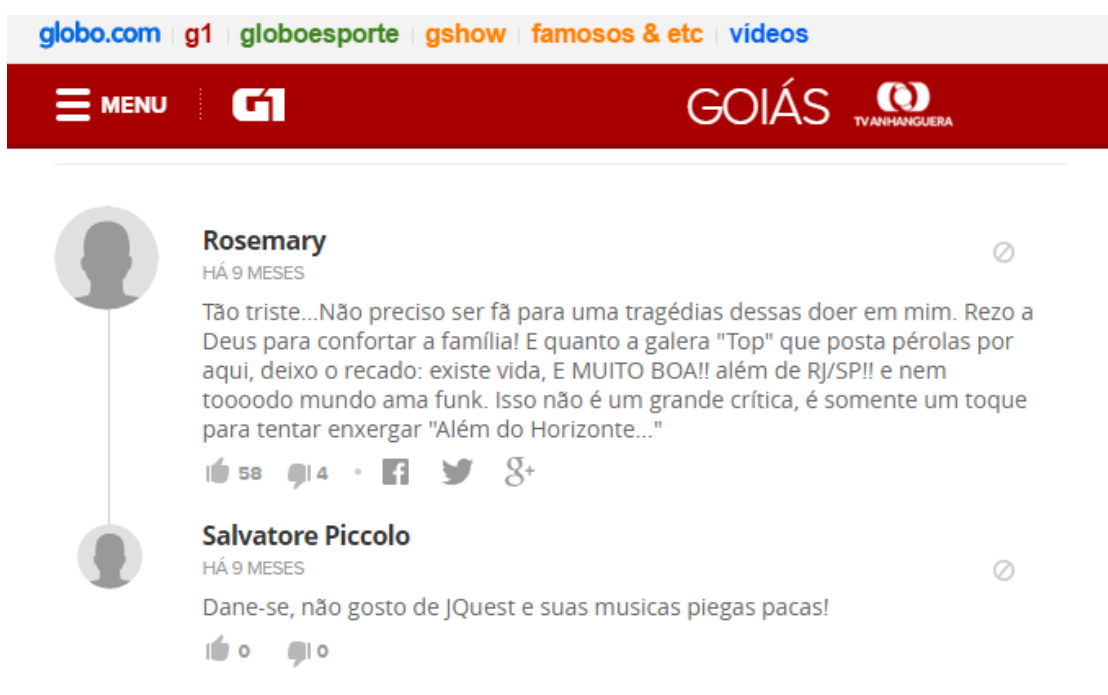 globo.com g1 globoesporte gshow famosos & etc vídeos
MENU G1 GOIÁS TV ANHANGUERA
Rosemary
HÁ 9 MESES
Tão triste...Não preciso ser fã para uma tragédias dessas doer em mim. Rezo a
Deus para confortar a família! E quanto a galera "Top" que posta pérolas por
aqui, deixo o recado: existe vida, E MUITO BOA!! além de RJ/SP!! e nem
toooodo mundo ama funk. Isso não é um grande crítica, é somente um toque
para tentar enxergar "Além do Horizonte..."
58 4 g+
Salvatore Piccolo
HÁ 9 MESES
Dane-se, não gosto de JQuest e suas musicas piegas pacas!
0 0